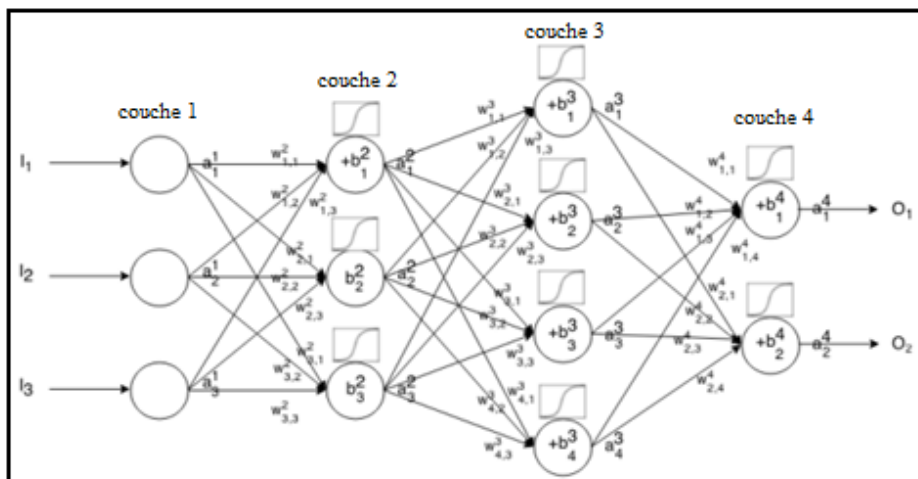 couche 1
couche 2
couche 3
couche 4
I₁
I₂
I₃
a¹₁
a¹₂
a¹₃
w²₁,₁
w²₁,₂
w²₁,₃
w²₂,₁
w²₂,₂
w²₂,₃
w²₃,₁
w²₃,₂
w²₃,₃
+b²₁
b²₂
b²₃
a²₁
a²₂
a²₃
w³₁,₁
w³₁,₂
w³₁,₃
w³₂,₁
w³₂,₂
w³₂,₃
w³₃,₁
w³₃,₂
w³₃,₃
w³₄,₁
w³₄,₂
w³₄,₃
+b³₁
+b³₂
+b³₃
+b³₄
a³₁
a³₂
a³₃
a³₄
w⁴₁,₁
w⁴₁,₂
w⁴₁,₃
w⁴₁,₄
w⁴₂,₁
w⁴₂,₂
w⁴₂,₃
w⁴₂,₄
+b⁴₁
+b⁴₂
a⁴₁
a⁴₂
O₁
O₂